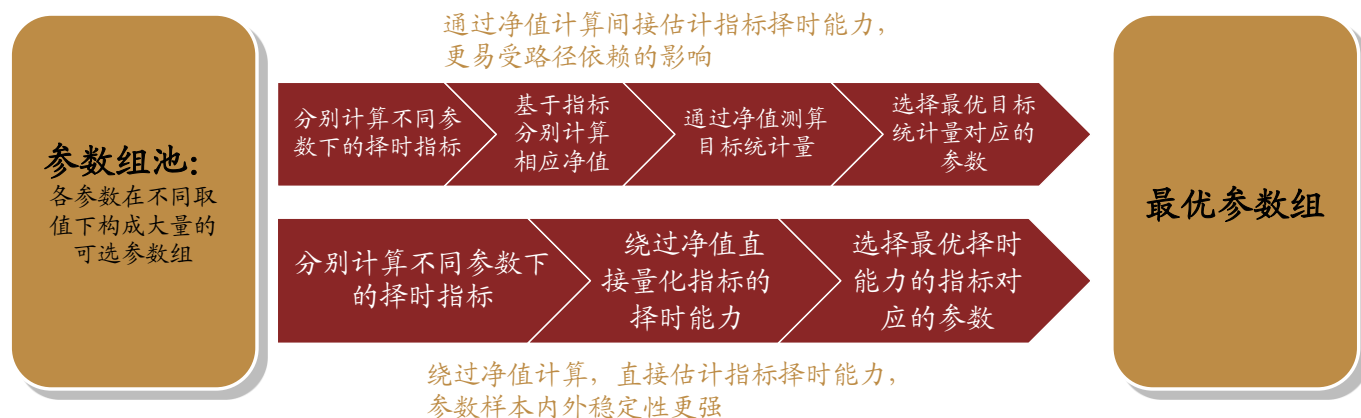 通过净值计算间接估计指标择时能力，
更易受路径依赖的影响
参数组池：
各参数在不同取
值下构成大量的
可选参数组
分别计算不同参
数下的择时指标
基于指标
分别计算
相应净值
通过净值测算
目标统计量
选择最优目标
统计量对应的
参数
分别计算不同参数下
的择时指标
绕过净值直
接量化指标的
择时能力
选择最优择时
能力的指标对
应的参数
最优参数组
绕过净值计算，直接估计指标择时能力，
参数样本内外稳定性更强